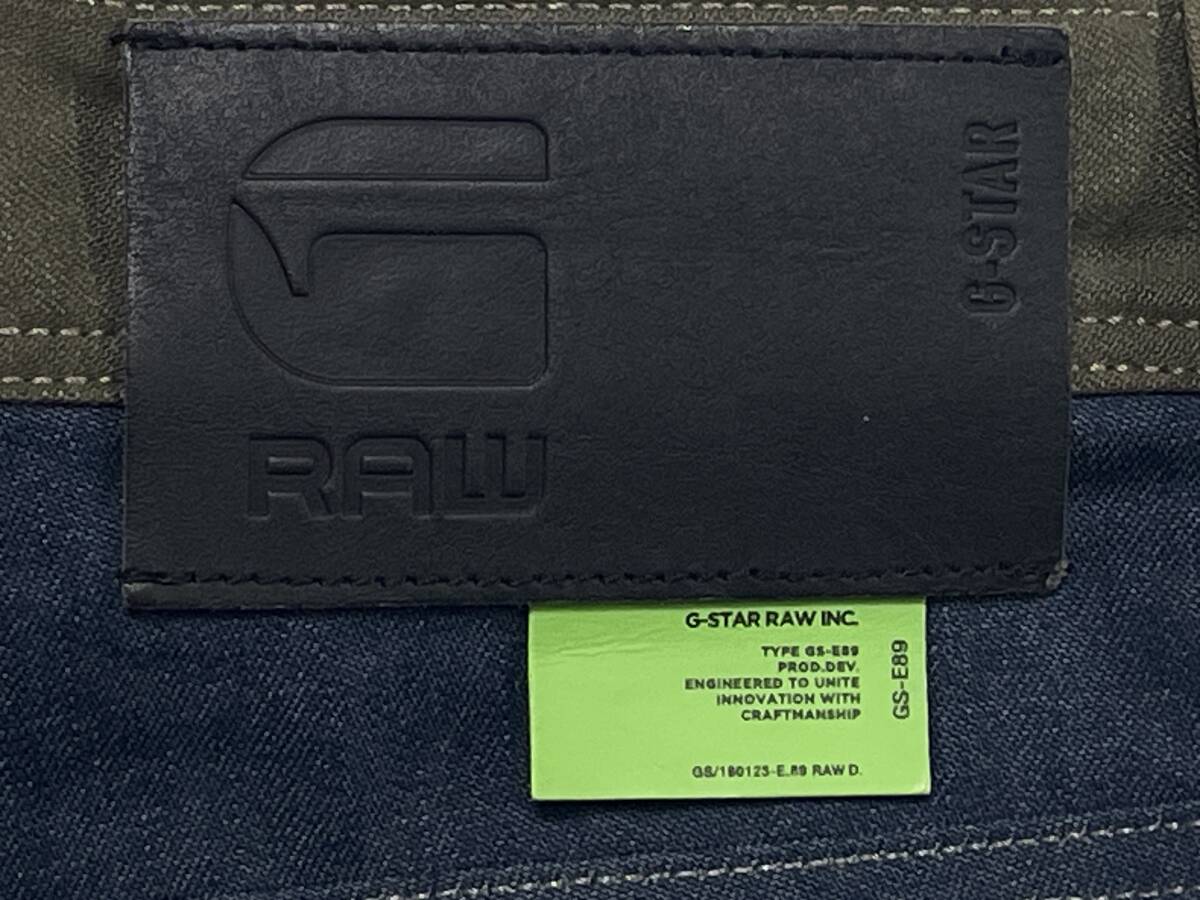 RAW
G-STAR
G-STAR RAW INC.
TYPE GS-E89
PROD.DEV.
ENGINEERED TO UNITE
INNOVATION WITH
CRAFTMANSHIP
GS-E89
GS/180123-E.89 RAW D.